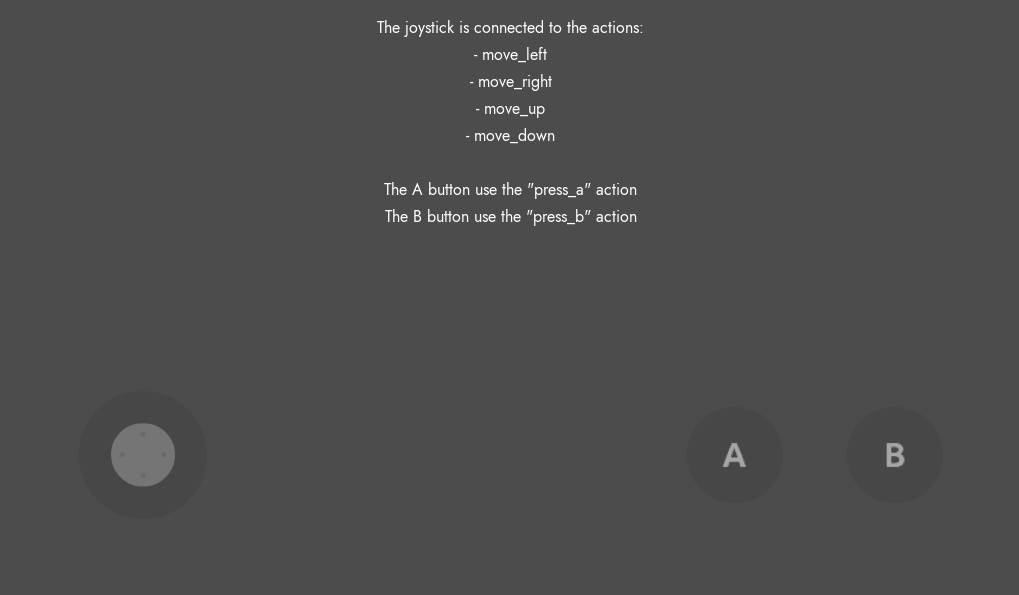 The joystick is connected to the actions:
- move_left
- move_right
- move_up
- move_down
The A button use the "press_a" action
The B button use the "press_b" action
A
B